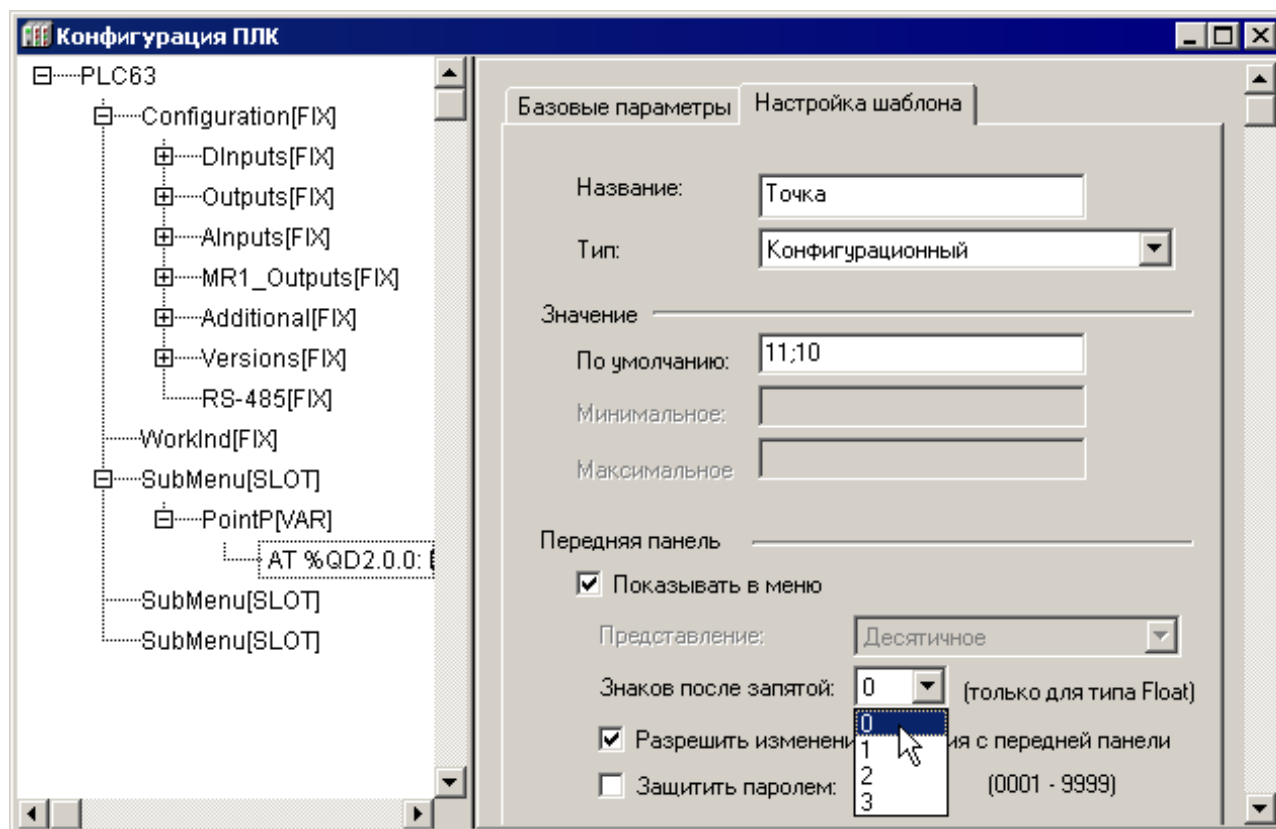 Конфигурация ПЛК
PLC63
Configuration[FIX]
DInputs[FIX]
Outputs[FIX]
AInputs[FIX]
MR1_Outputs[FIX]
Additional[FIX]
Versions[FIX]
RS-485[FIX]
WorkInd[FIX]
SubMenu[SLOT]
PointP[VAR]
AT %QD2.0.0:
SubMenu[SLOT]
SubMenu[SLOT]
Базовые параметры Настройка шаблона
Название: Точка
Тип: Конфигурационный
Значение
По умолчанию: 11;10
Минимальное:
Максимальное
Передняя панель
Показывать в меню
Представление: Десятичное
Знаков после запятой: 0 (только для типа Float)
0
Разрешить изменени ия с передней панели
1
2
Защитить паролем: (0001 - 9999)
3